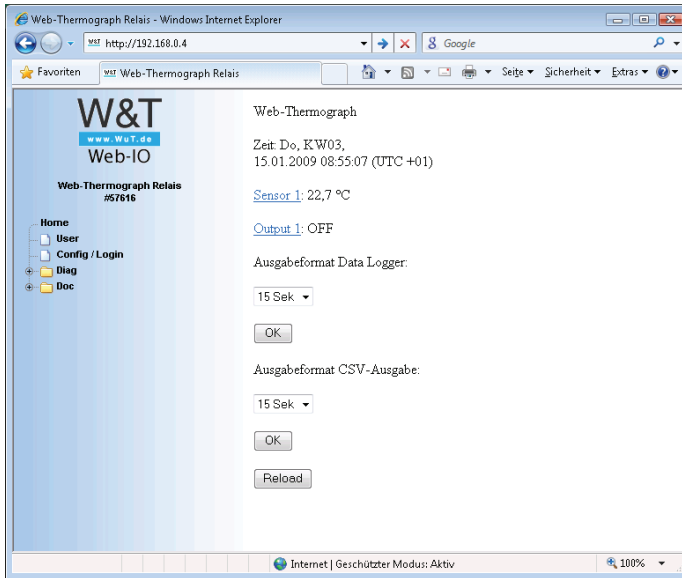 Web-Thermograph Relais - Windows Internet Explorer
W&T http://192.168.0.4
Google
Favoriten
W&T Web-Thermograph Relais
Seite
Sicherheit
Extras
W&T
www.WuT.de
Web-IO
Web-Thermograph Relais
#57616
Home
User
Config / Login
Diag
Doc
Web-Thermograph
Zeit: Do, KW03,
15.01.2009 08:55:07 (UTC +01)
Sensor 1: 22,7 °C
Output 1: OFF
Ausgabeformat Data Logger:
15 Sek
OK
Ausgabeformat CSV-Ausgabe:
15 Sek
OK
Reload
Internet | Geschützter Modus: Aktiv
100%